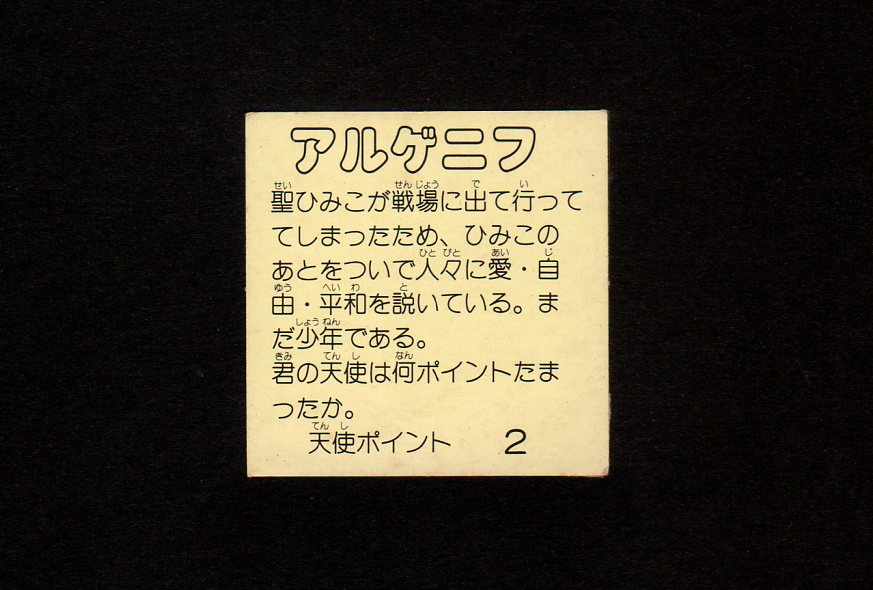 アルゲニフ
聖ひみこが戦場に出て行って
てしまったため、ひみこの
あとをついで人々に愛・自
由・平和を説いている。ま
だ少年である。
君の天使は何ポイントたま
ったか。
天使ポイント 2